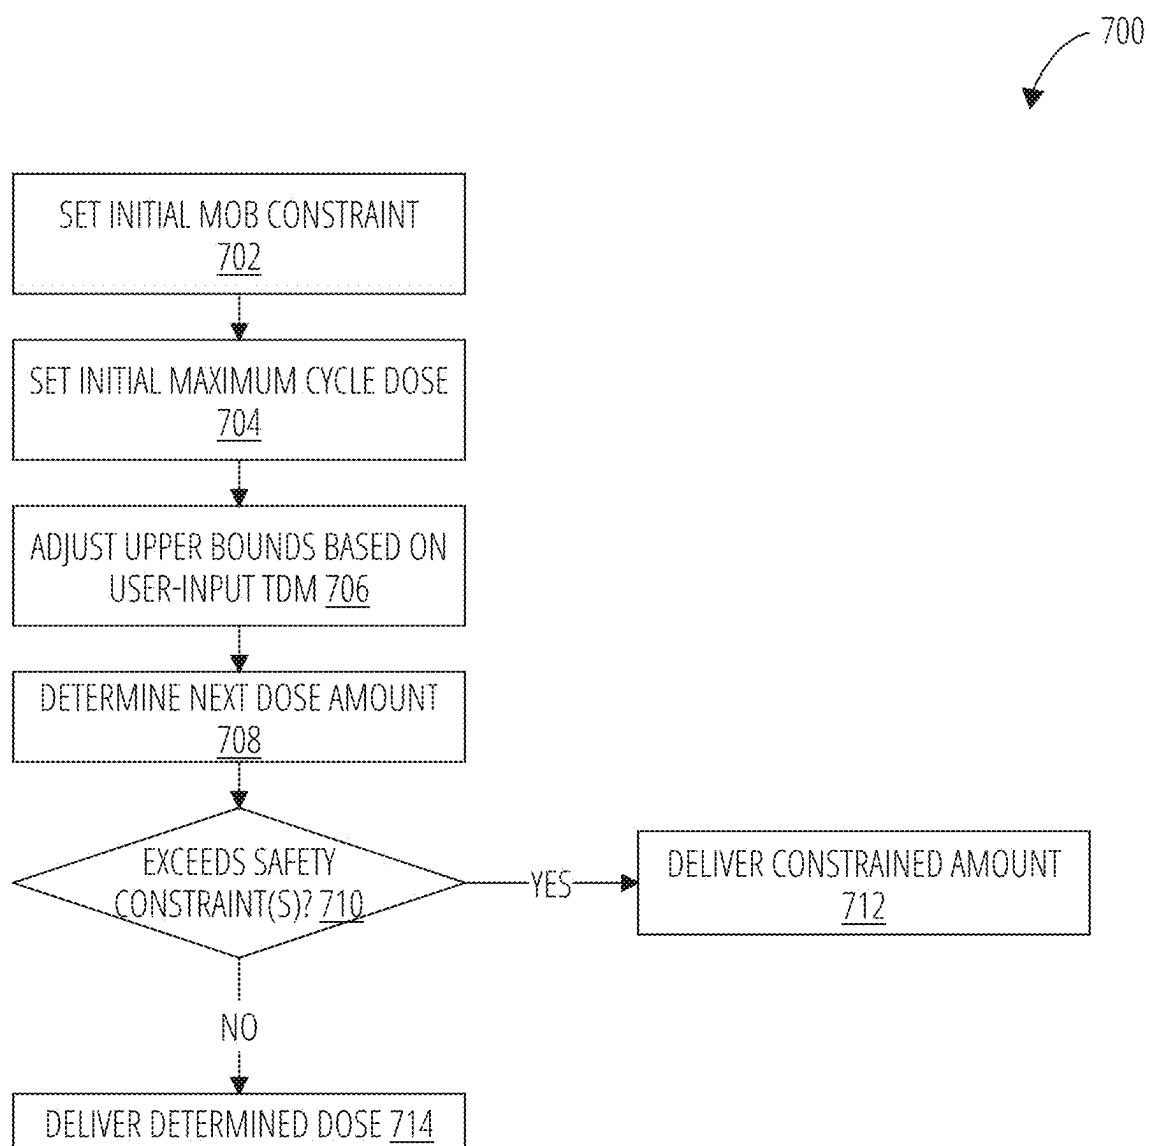 700
SET INITIAL MOB CONSTRAINT
702
SET INITIAL MAXIMUM CYCLE DOSE
704
ADJUST UPPER BOUNDS BASED ON
USER-INPUT TDM 706
DETERMINE NEXT DOSE AMOUNT
708
EXCEEDS SAFETY
CONSTRAINT(S)? 710
YES
DELIVER CONSTRAINED AMOUNT
712
NO
DELIVER DETERMINED DOSE 714